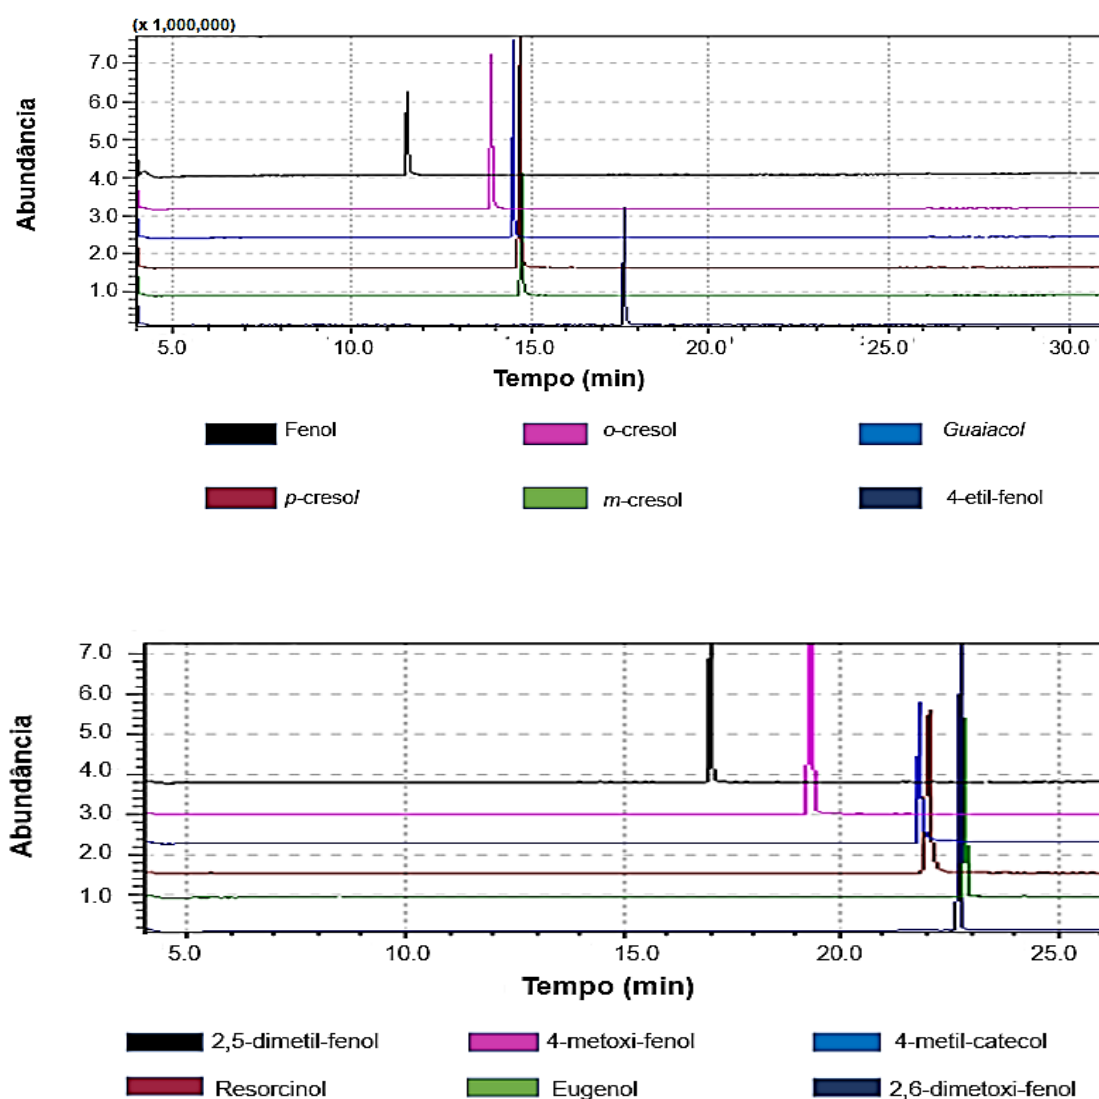 (x 1,000,000)
Abundância
7.0
6.0
5.0
4.0
3.0
2.0
1.0
5.0 10.0 15.0 20.0 25.0 30.0
Tempo (min)
Fenol o-cresol Guaiacol
p-cresol m-cresol 4-etil-fenol
Abundância
7.0
6.0
5.0
4.0
3.0
2.0
1.0
5.0 10.0 15.0 20.0 25.0
Tempo (min)
2,5-dimetil-fenol 4-metoxi-fenol 4-metil-catecol
Resorcinol Eugenol 2,6-dimetoxi-fenol